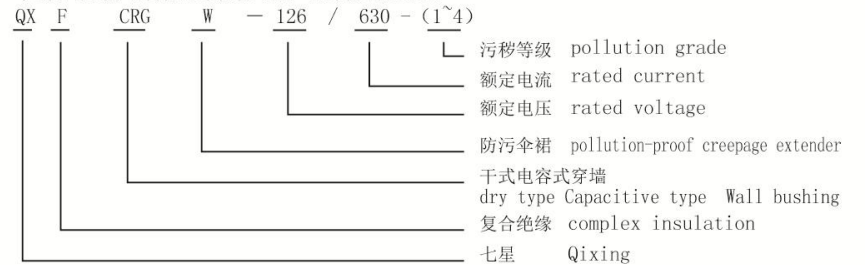 QX F CRG W - 126 / 630 - (1~4)
污秽等级 pollution grade
额定电流 rated current
额定电压 rated voltage
防污伞裙 pollution-proof creepage extender
干式电容式穿墙
dry type Capacitive type Wall bushing
复合绝缘 complex insulation
七星 Qixing